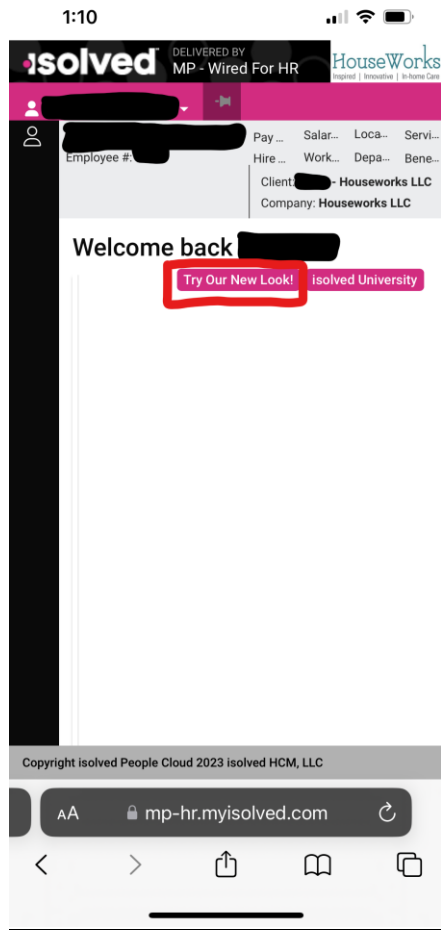 1:10
isolved
DELIVERED BY
MP - Wired For HR
HouseWorks
Inspired | Innovative | In-home Care
Pay ... Salar... Loca... Servi...
Employee #:
Hire ... Work... Depa... Bene...
Client: - Houseworks LLC
Company: Houseworks LLC
Welcome back
Try Our New Look! isolved University
Copyright isolved People Cloud 2023 isolved HCM, LLC
AA mp-hr.myisolved.com